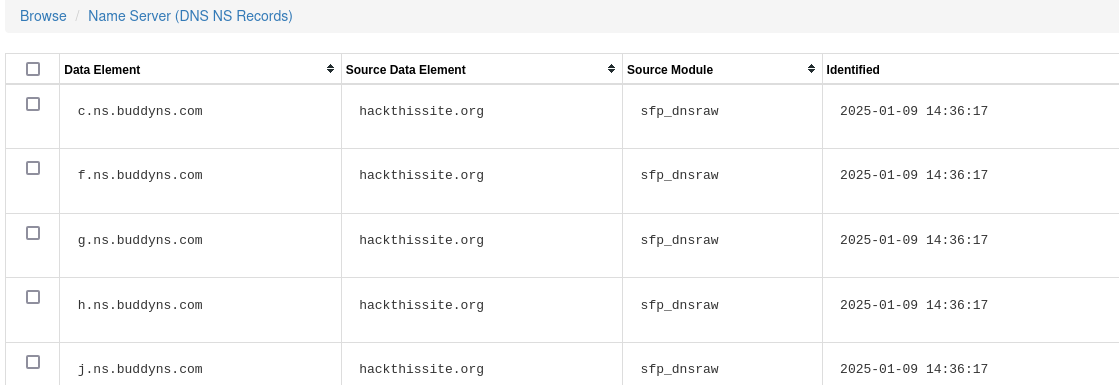 Browse / Name Server (DNS NS Records)
Data Element Source Data Element Source Module Identified
c.ns.buddyns.com hackthissite.org sfp_dnsraw 2025-01-09 14:36:17
f.ns.buddyns.com hackthissite.org sfp_dnsraw 2025-01-09 14:36:17
g.ns.buddyns.com hackthissite.org sfp_dnsraw 2025-01-09 14:36:17
h.ns.buddyns.com hackthissite.org sfp_dnsraw 2025-01-09 14:36:17
j.ns.buddyns.com hackthissite.org sfp_dnsraw 2025-01-09 14:36:17